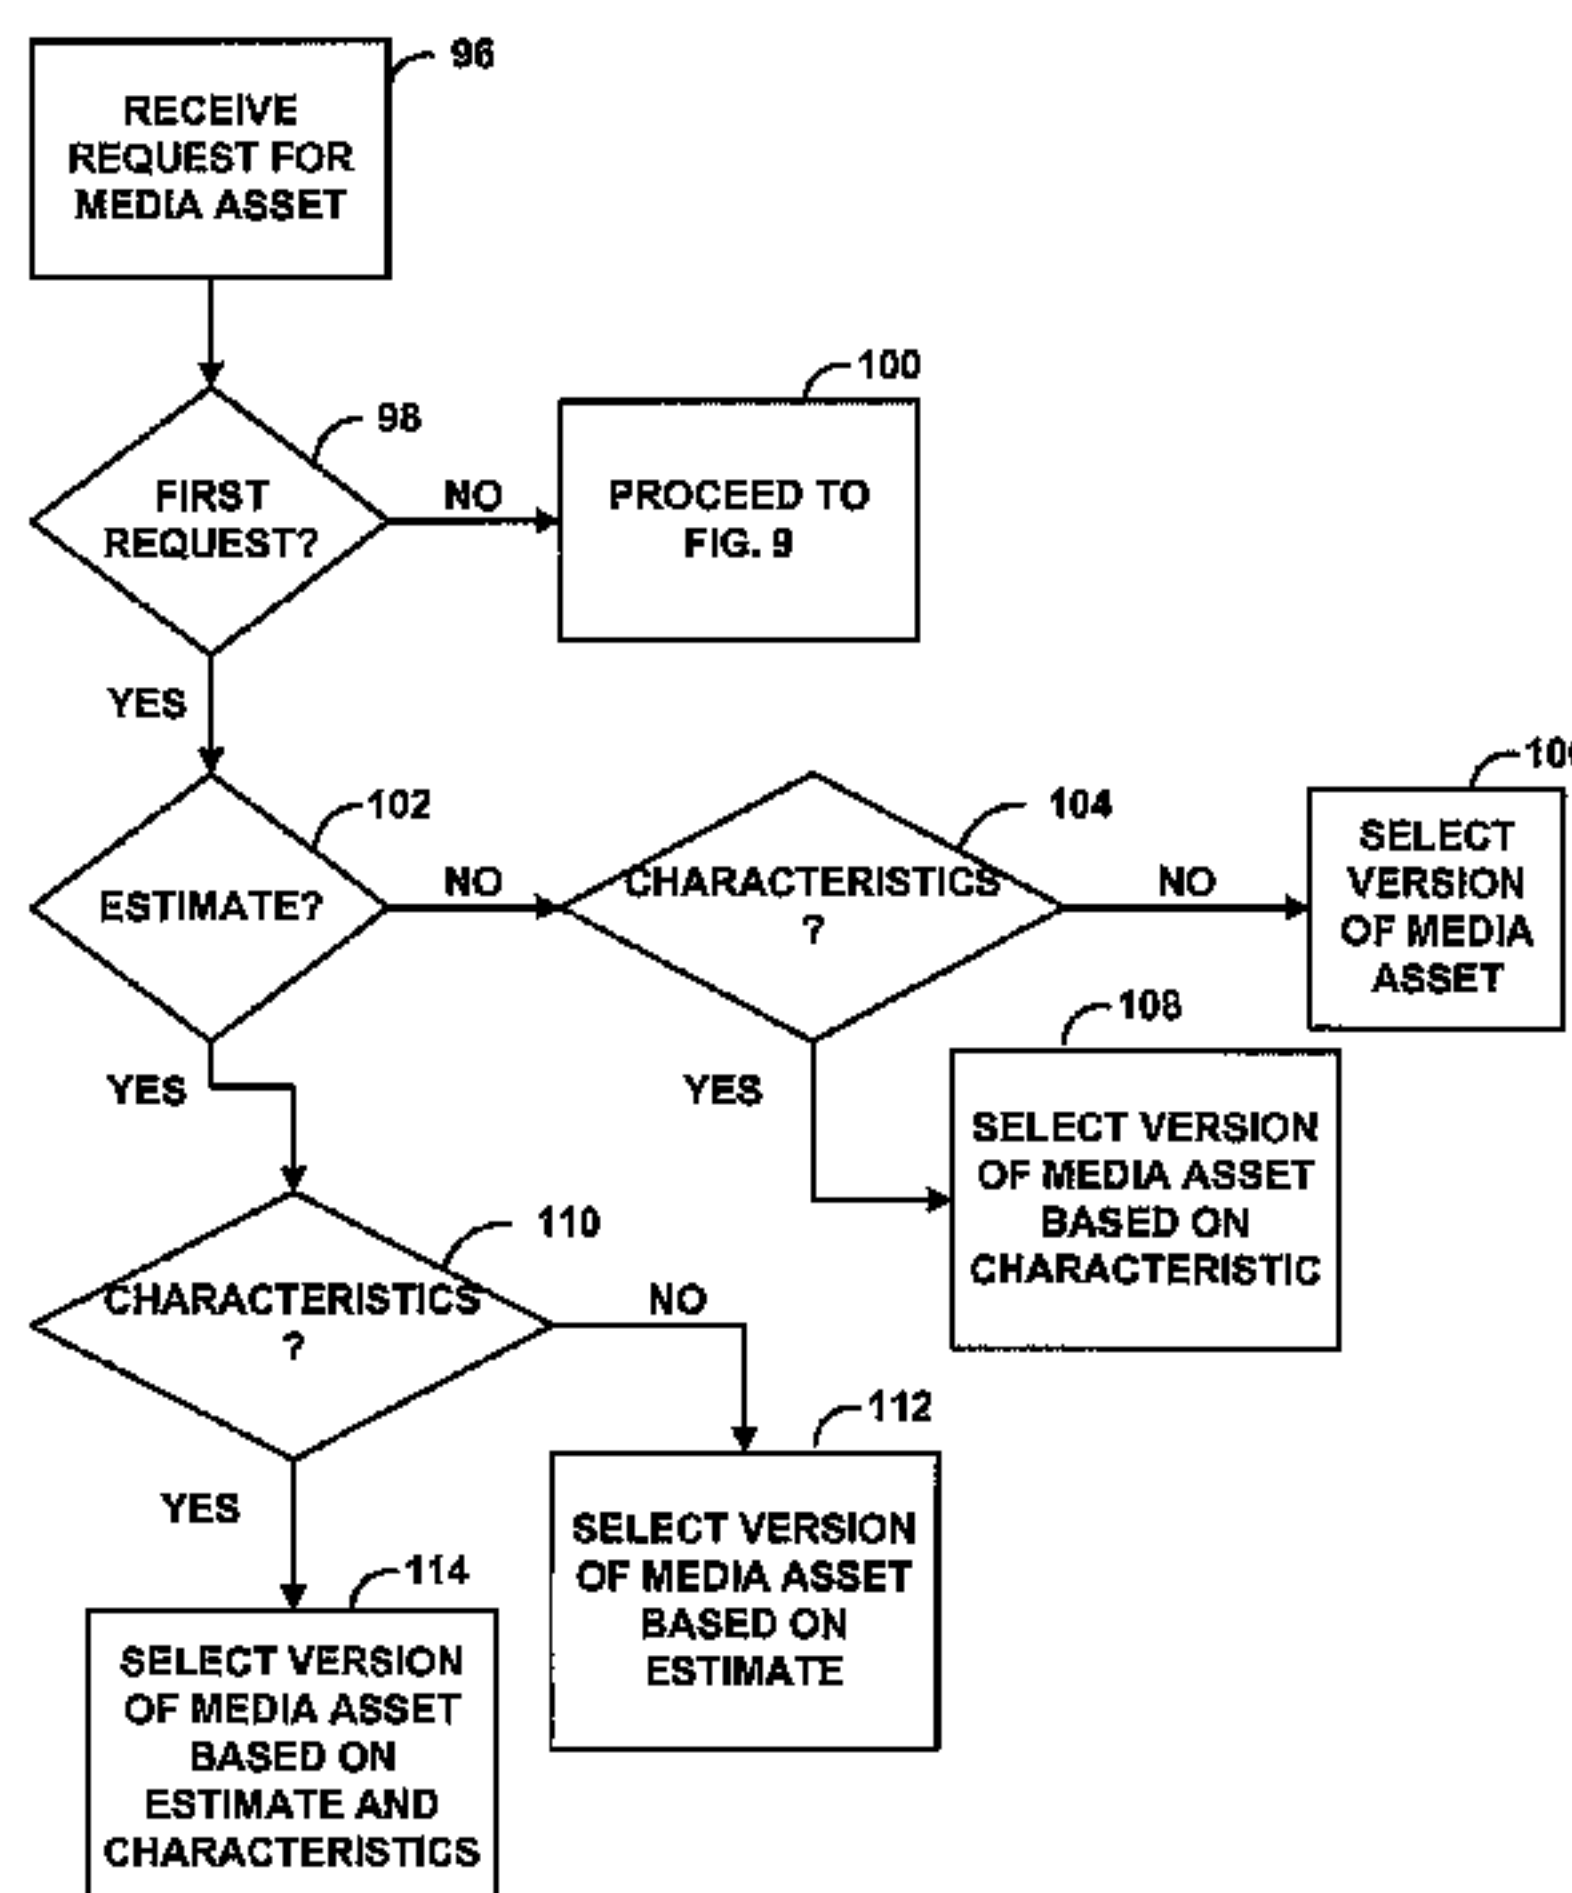 96
RECEIVE
REQUEST FOR
MEDIA ASSET
98
FIRST
REQUEST?
NO
100
PROCEED TO
FIG. 9
YES
102
ESTIMATE?
NO
104
CHARACTERISTICS
?
NO
SELECT
VERSION
OF MEDIA
ASSET
YES
108
SELECT VERSION
OF MEDIA ASSET
BASED ON
CHARACTERISTIC
YES
110
CHARACTERISTICS
?
NO
112
SELECT VERSION
OF MEDIA ASSET
BASED ON
ESTIMATE
YES
114
SELECT VERSION
OF MEDIA ASSET
BASED ON
ESTIMATE AND
CHARACTERISTICS